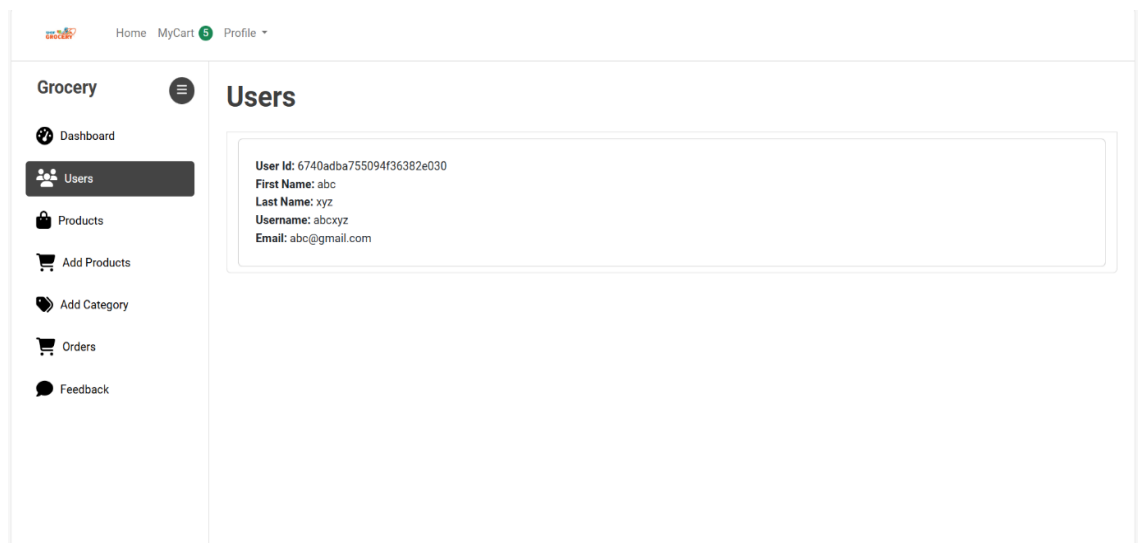 GROCERY
Home MyCart 5 Profile
Grocery
Users
Dashboard
Users
Products
Add Products
Add Category
Orders
Feedback
User Id: 6740adba755094f36382e030
First Name: abc
Last Name: xyz
Username: abcxyz
Email: abc@gmail.com